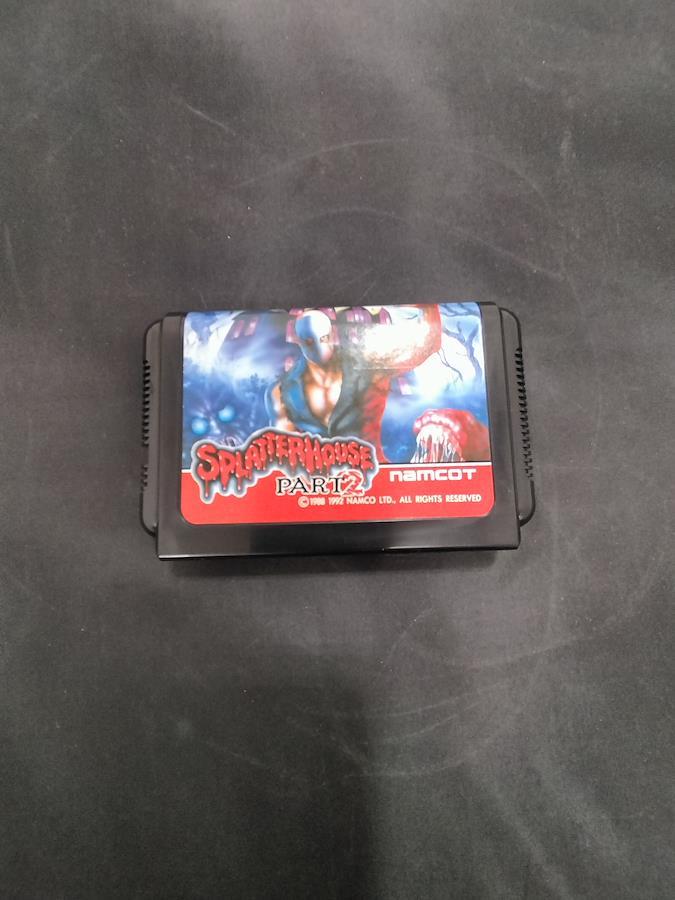 SPLATTERHOUSE
PART2
namcoT
©1988 1992 NAMCO LTD., ALL RIGHTS RESERVED